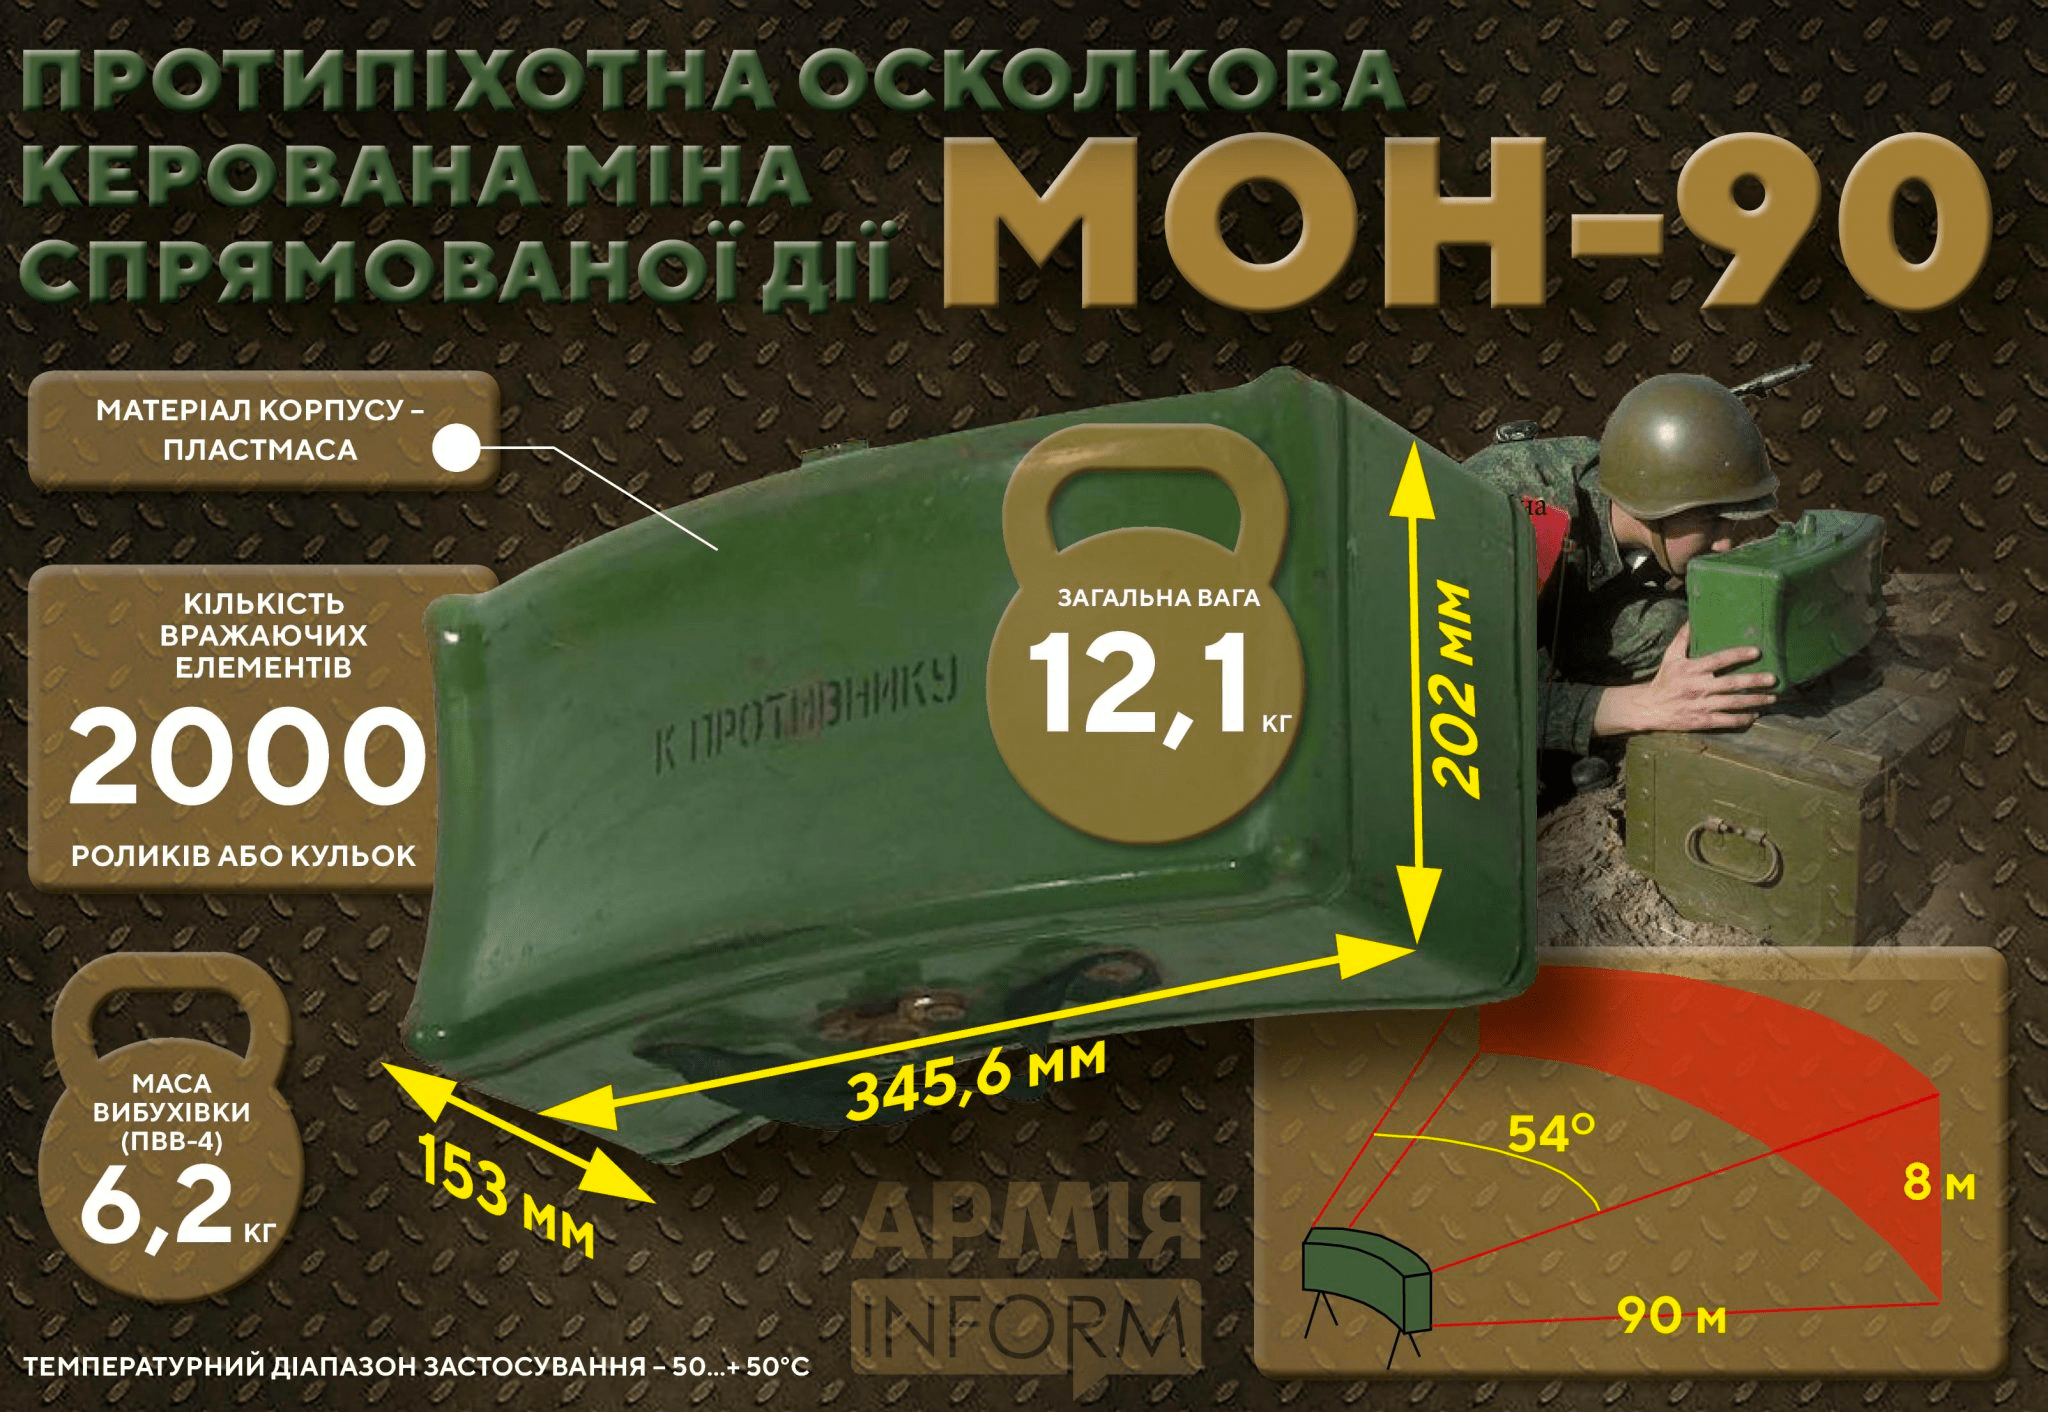 ПРОТИПІХОТНА ОСКОЛКОВА
КЕРОВАНА МІНА
СПРЯМОВАНОЇ ДІЇ
МОН-90
МАТЕРІАЛ КОРПУСУ –
ПЛАСТМАСА
КІЛЬКІСТЬ
ВРАЖАЮЧИХ
ЕЛЕМЕНТІВ
2000
РОЛИКІВ АБО КУЛЬОК
К ПРОТИВНИКУ
ЗАГАЛЬНА ВАГА
12,1 КГ
202 мм
на
345,6 мм
153 мм
МАСА
ВИБУХІВКИ
(ПВВ-4)
6,2 КГ
54°
8 м
90 м
АРМІЯ
INFORM
ТЕМПЕРАТУРНИЙ ДІАПАЗОН ЗАСТОСУВАННЯ – 50...+ 50°С